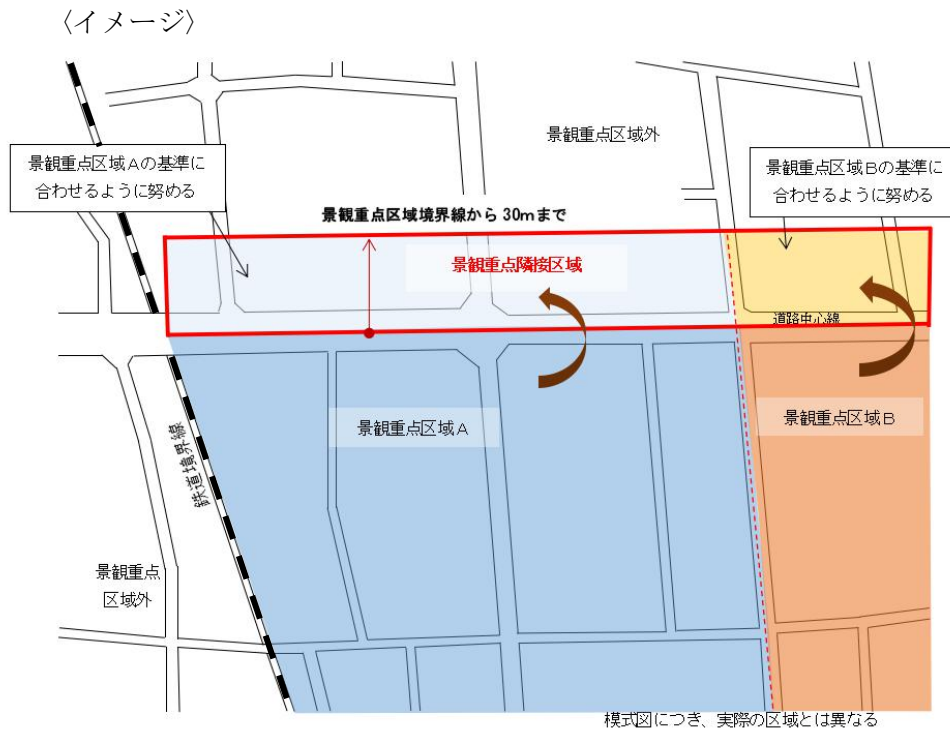 〈イメージ〉
景観重点区域外
景観重点区域Aの基準に
合わせるように努める
景観重点区域Bの基準に
合わせるように努める
景観重点区域境界線から 30mまで
景観重点隣接区域
道路中心線
景観重点区域A
景観重点区域B
鉄道境界線
景観重点
区域外
模式図につき、実際の区域とは異なる